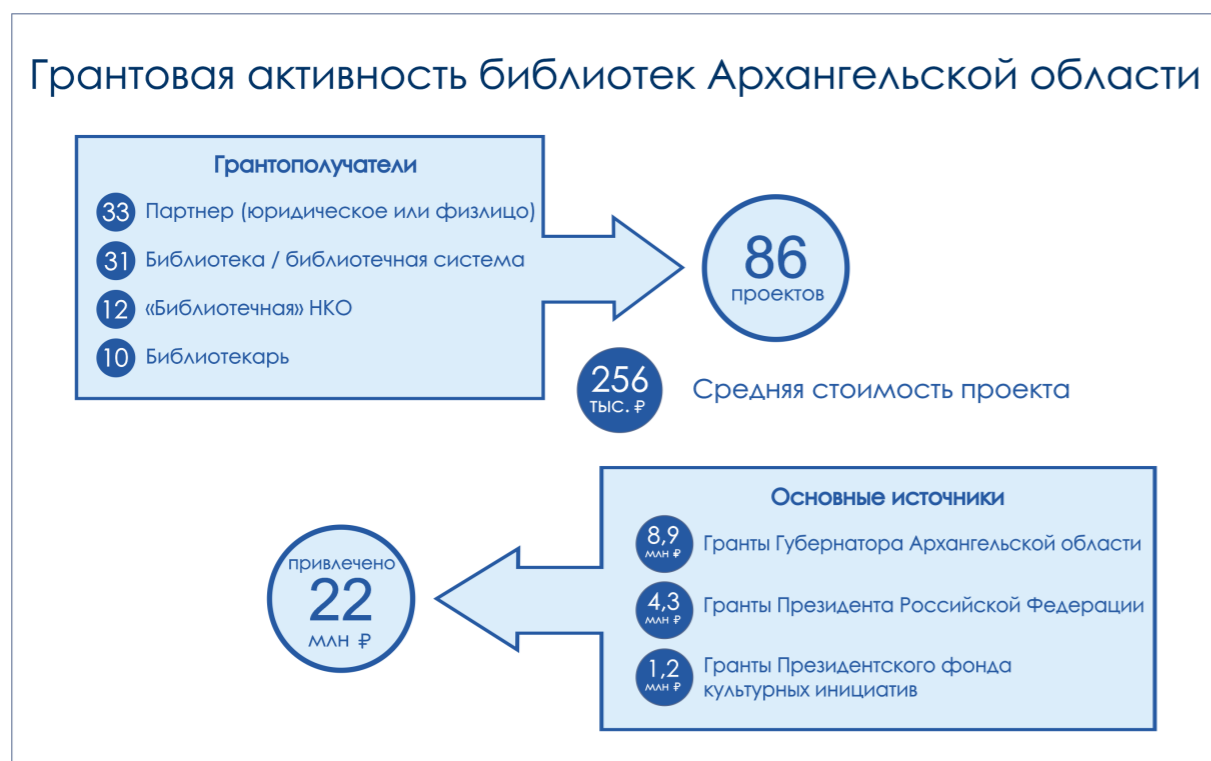 Грантовая активность библиотек Архангельской области
Грантополучатели
33 Партнер (юридическое или физлицо)
31 Библиотека / библиотечная система
12 «Библиотечная» НКО
10 Библиотекарь
86
проектов
256
тыс. ₽
Средняя стоимость проекта
Основные источники
8,9
млн ₽
Гранты Губернатора Архангельской области
4,3
млн ₽
Гранты Президента Российской Федерации
1,2
млн ₽
Гранты Президентского фонда
культурных инициатив
привлечено
22
млн ₽